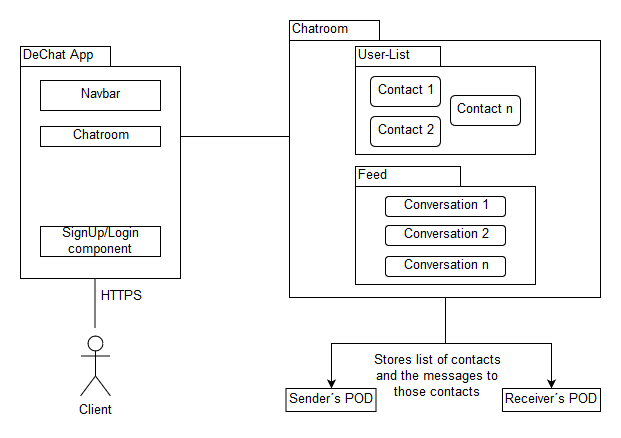 DeChat App
Navbar
Chatroom
SignUp/Login
component
HTTPS
Client
Chatroom
User-List
Contact 1
Contact n
Contact 2
Feed
Conversation 1
Conversation 2
Conversation n
Stores list of contacts
and the messages to
those contacts
Sender´s POD
Receiver´s POD